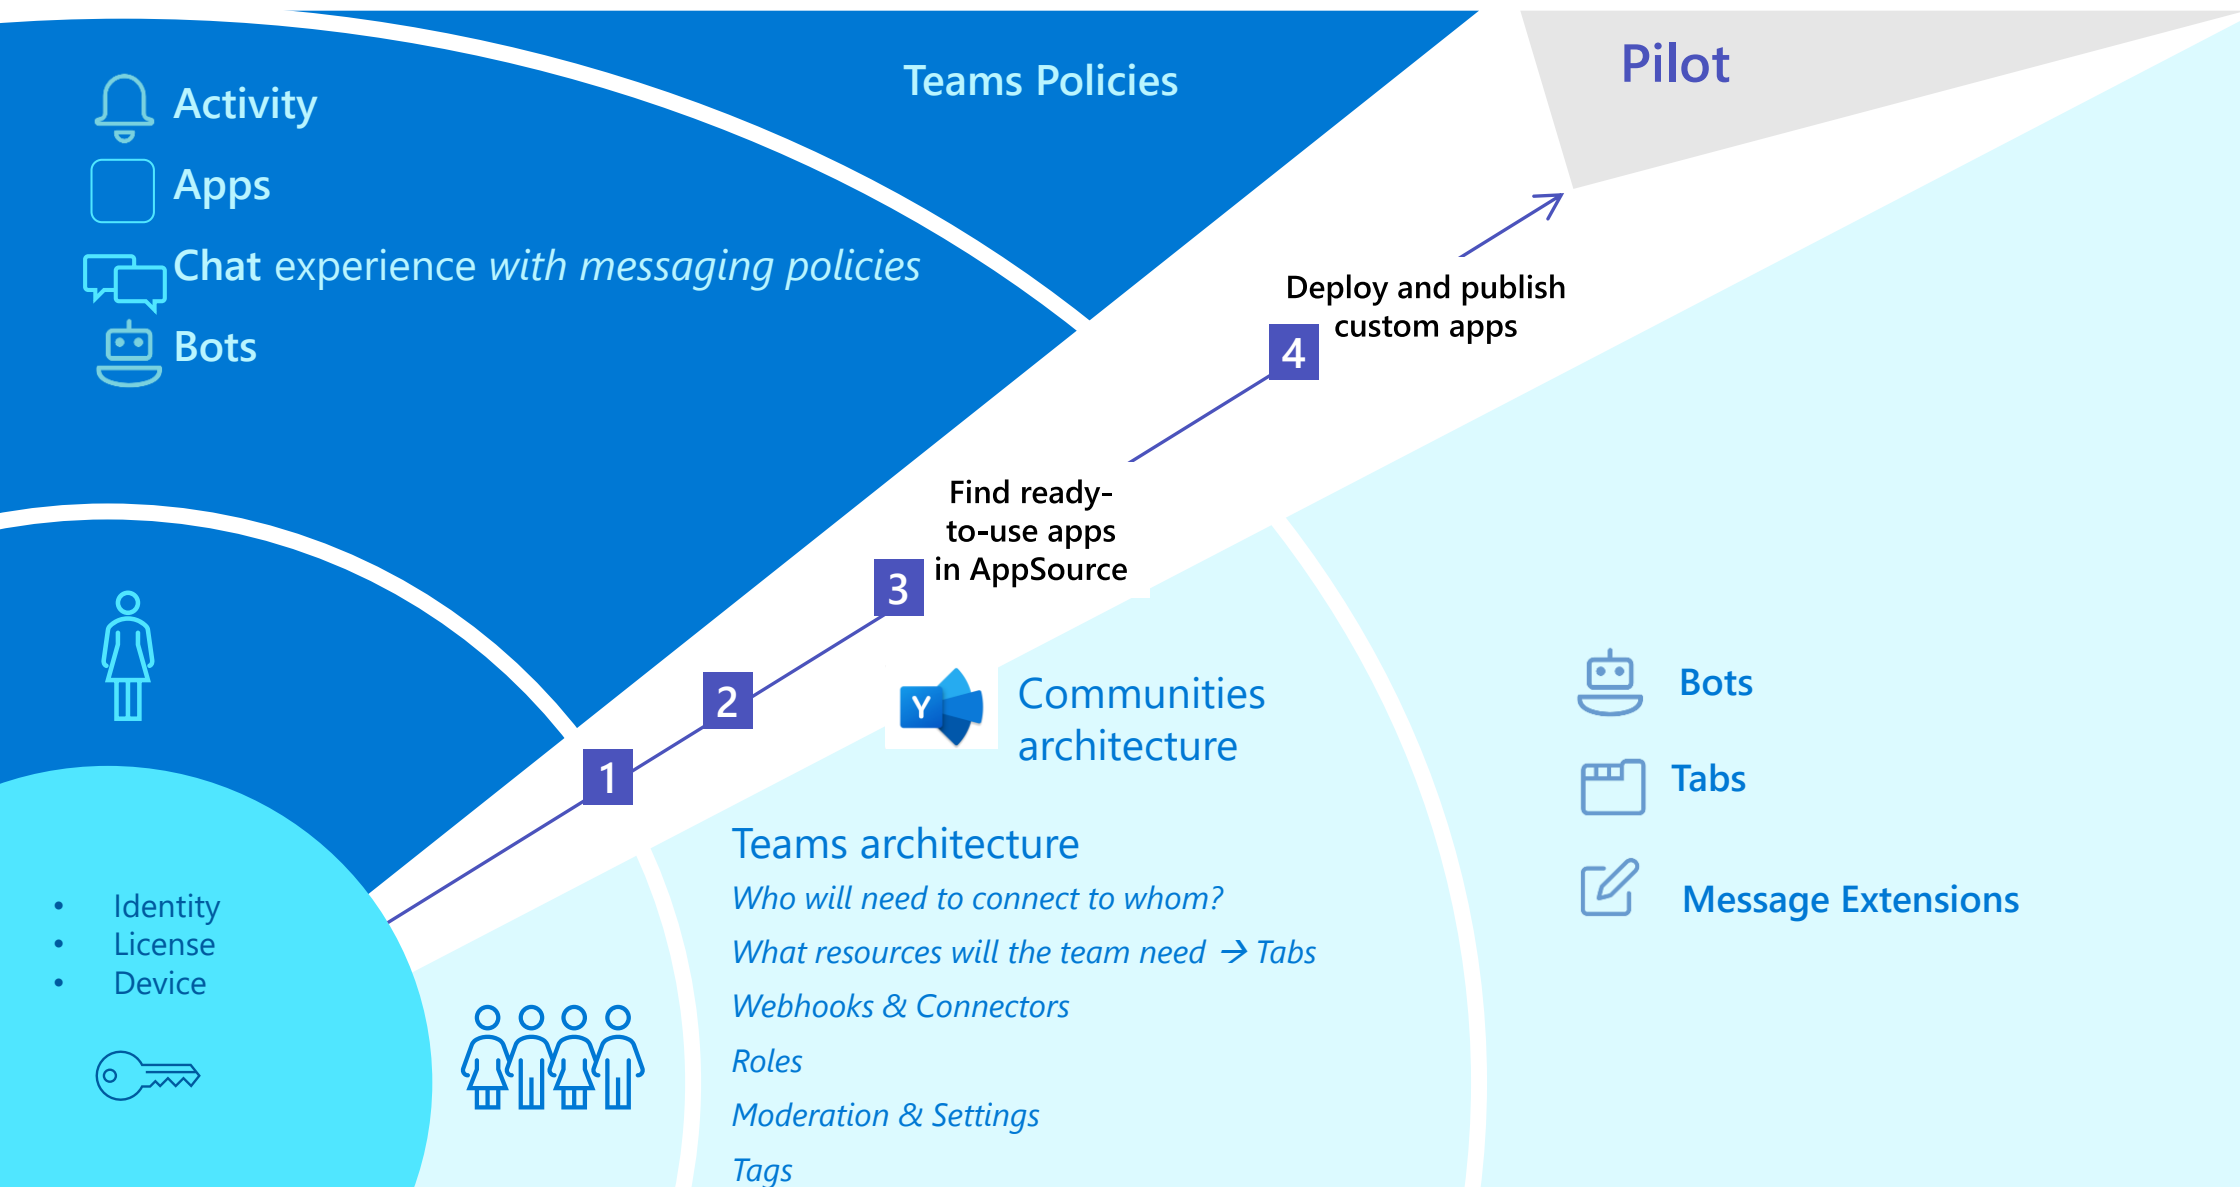 Teams Policies
Pilot
Activity
Apps
Chat experience with messaging policies
Bots
Deploy and publish
custom apps
4
Find ready-
to-use apps
in AppSource
3
2
1
Y
Communities
architecture
Teams architecture
Who will need to connect to whom?
What resources will the team need → Tabs
Webhooks & Connectors
Roles
Moderation & Settings
Tags
Bots
Tabs
Message Extensions
• Identity
• License
• Device